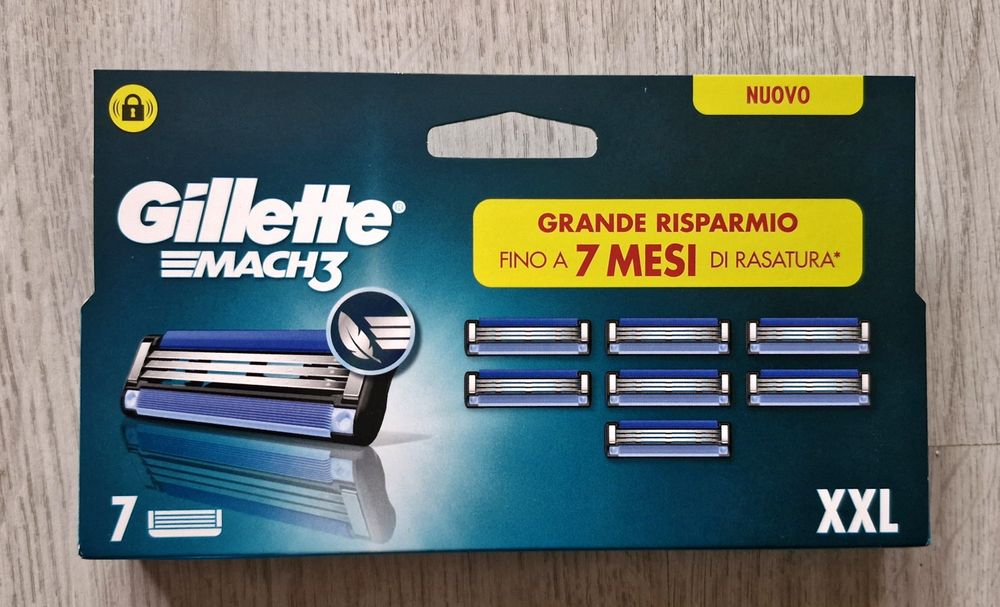 NUOVO
Gillette®
MACH3
GRANDE RISPARMIO
FINO A 7 MESI DI RASATURA*
7
XXL